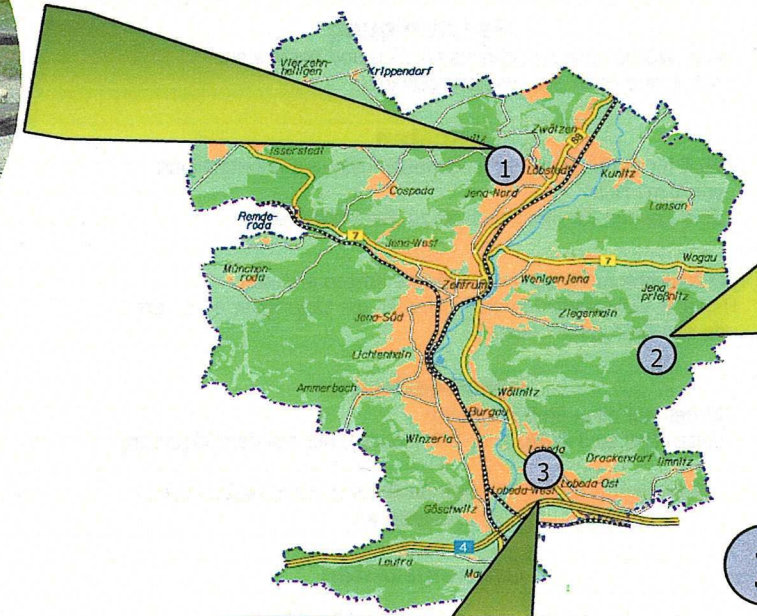 Vierzehn-
heiligen
Krippendorf
Zwätzen
88
Isserstedt
1
Löbstedt
Kunitz
Cospeda
Jena-Nord
Laasan
Remde-
roda
7
Jena-West
Wogau
7
München-
roda
Zentrum
Wenigenjena
Jena
prießnitz
Jena-Süd
Ziegenhain
Lichtenhain
2
Ammerbach
Wöllnitz
Burgau
Winzerla
Lobeda
Drackendorf
Ilmnitz
3
Lobeda-West
Lobeda-Ost
Göschwitz
4
Leutra